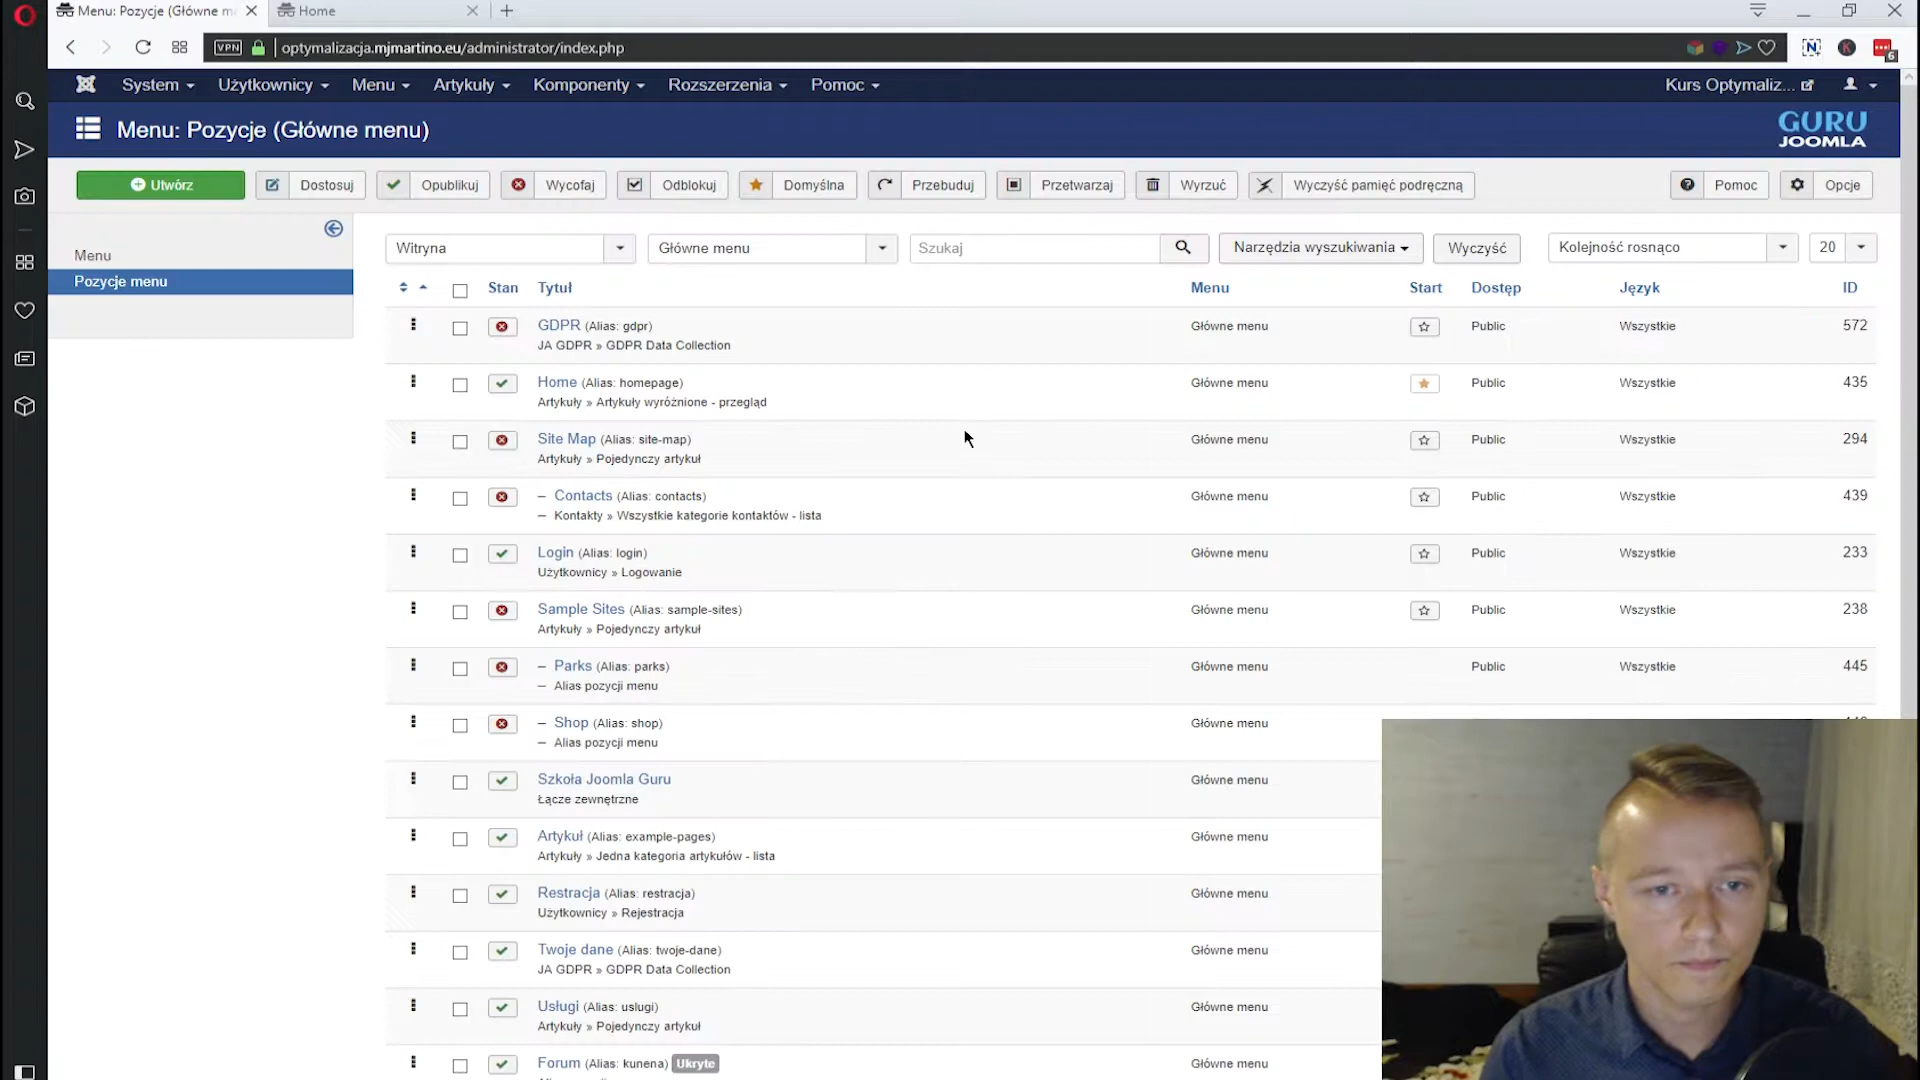 Menu: Pozycje (Główne m
Home
VPN
optymalizacja.mjmartino.eu/administrator/index.php
N
K
6
System
Użytkownicy
Menu
Artykuły
Komponenty
Rozszerzenia
Pomoc
Kurs Optymaliz...
Menu: Pozycje (Główne menu)
GURU
JOOMLA
Utwórz
Dostosuj
Opublikuj
Wycofaj
Odblokuj
Domyślna
Przebuduj
Przetwarzaj
Wyrzuć
Wyczyść pamięć podręczną
Pomoc
Opcje
Menu
Pozycje menu
Witryna
Główne menu
Szukaj
Narzędzia wyszukiwania
Wyczyść
Kolejność rosnąco
20
Stan Tytuł Menu Start Dostęp Język ID
GDPR (Alias: gdpr) Główne menu Public Wszystkie 572
JA GDPR » GDPR Data Collection
Home (Alias: homepage) Główne menu Public Wszystkie 435
Artykuły » Artykuły wyróżnione - przegląd
Site Map (Alias: site-map) Główne menu Public Wszystkie 294
Artykuły » Pojedynczy artykuł
– Contacts (Alias: contacts) Główne menu Public Wszystkie 439
– Kontakty » Wszystkie kategorie kontaktów - lista
Login (Alias: login) Główne menu Public Wszystkie 233
Użytkownicy » Logowanie
Sample Sites (Alias: sample-sites) Główne menu Public Wszystkie 238
Artykuły » Pojedynczy artykuł
– Parks (Alias: parks) Główne menu Public Wszystkie 445
– Alias pozycji menu
– Shop (Alias: shop) Główne menu
– Alias pozycji menu
Szkoła Joomla Guru Główne menu
Łącze zewnętrzne
Artykuł (Alias: example-pages) Główne menu
Artykuły » Jedna kategoria artykułów - lista
Restracja (Alias: restracja) Główne menu
Użytkownicy » Rejestracja
Twoje dane (Alias: twoje-dane) Główne menu
JA GDPR » GDPR Data Collection
Usługi (Alias: uslugi) Główne menu
Artykuły » Pojedynczy artykuł
Forum (Alias: kunena) Ukryte Główne menu